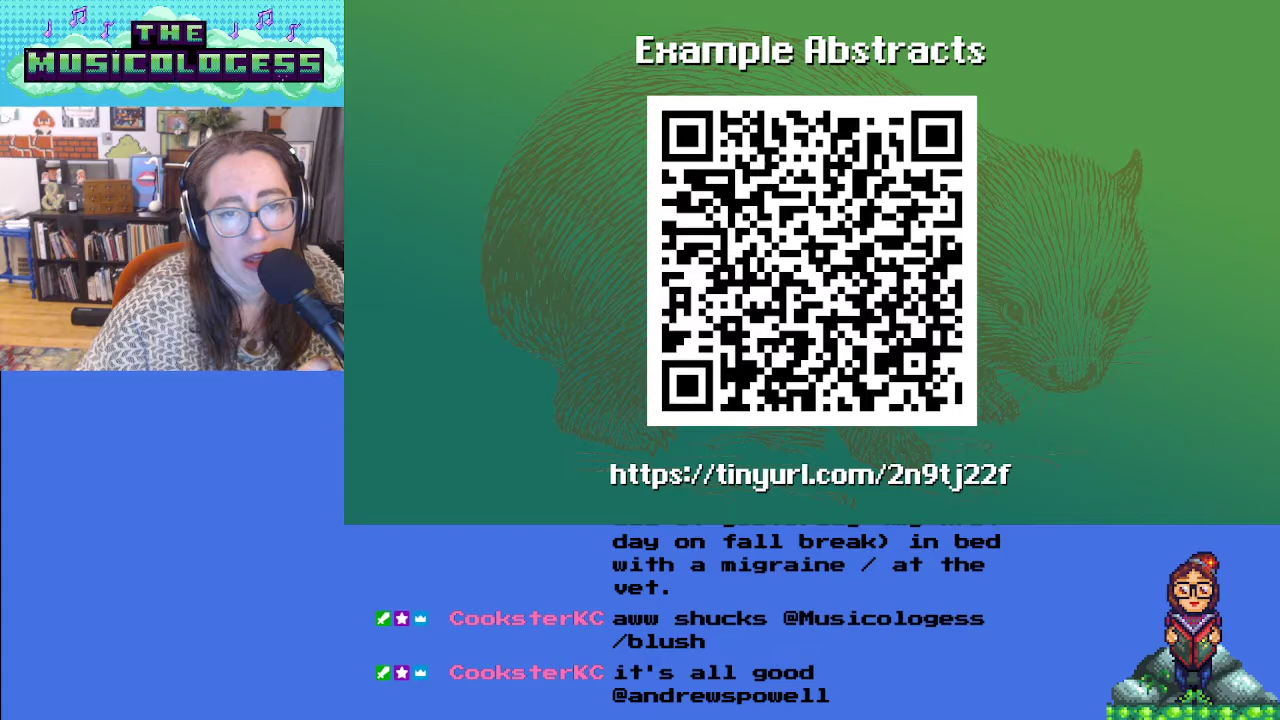 THE
MUSICOLOGESS
Example Abstracts
https://tinyurl.com/2n9tj22f
day on fall break) in bed
with a migraine / at the
vet.
CooksterKC aww shucks @Musicologess
/blush
CooksterKC it's all good
@andrewspowell